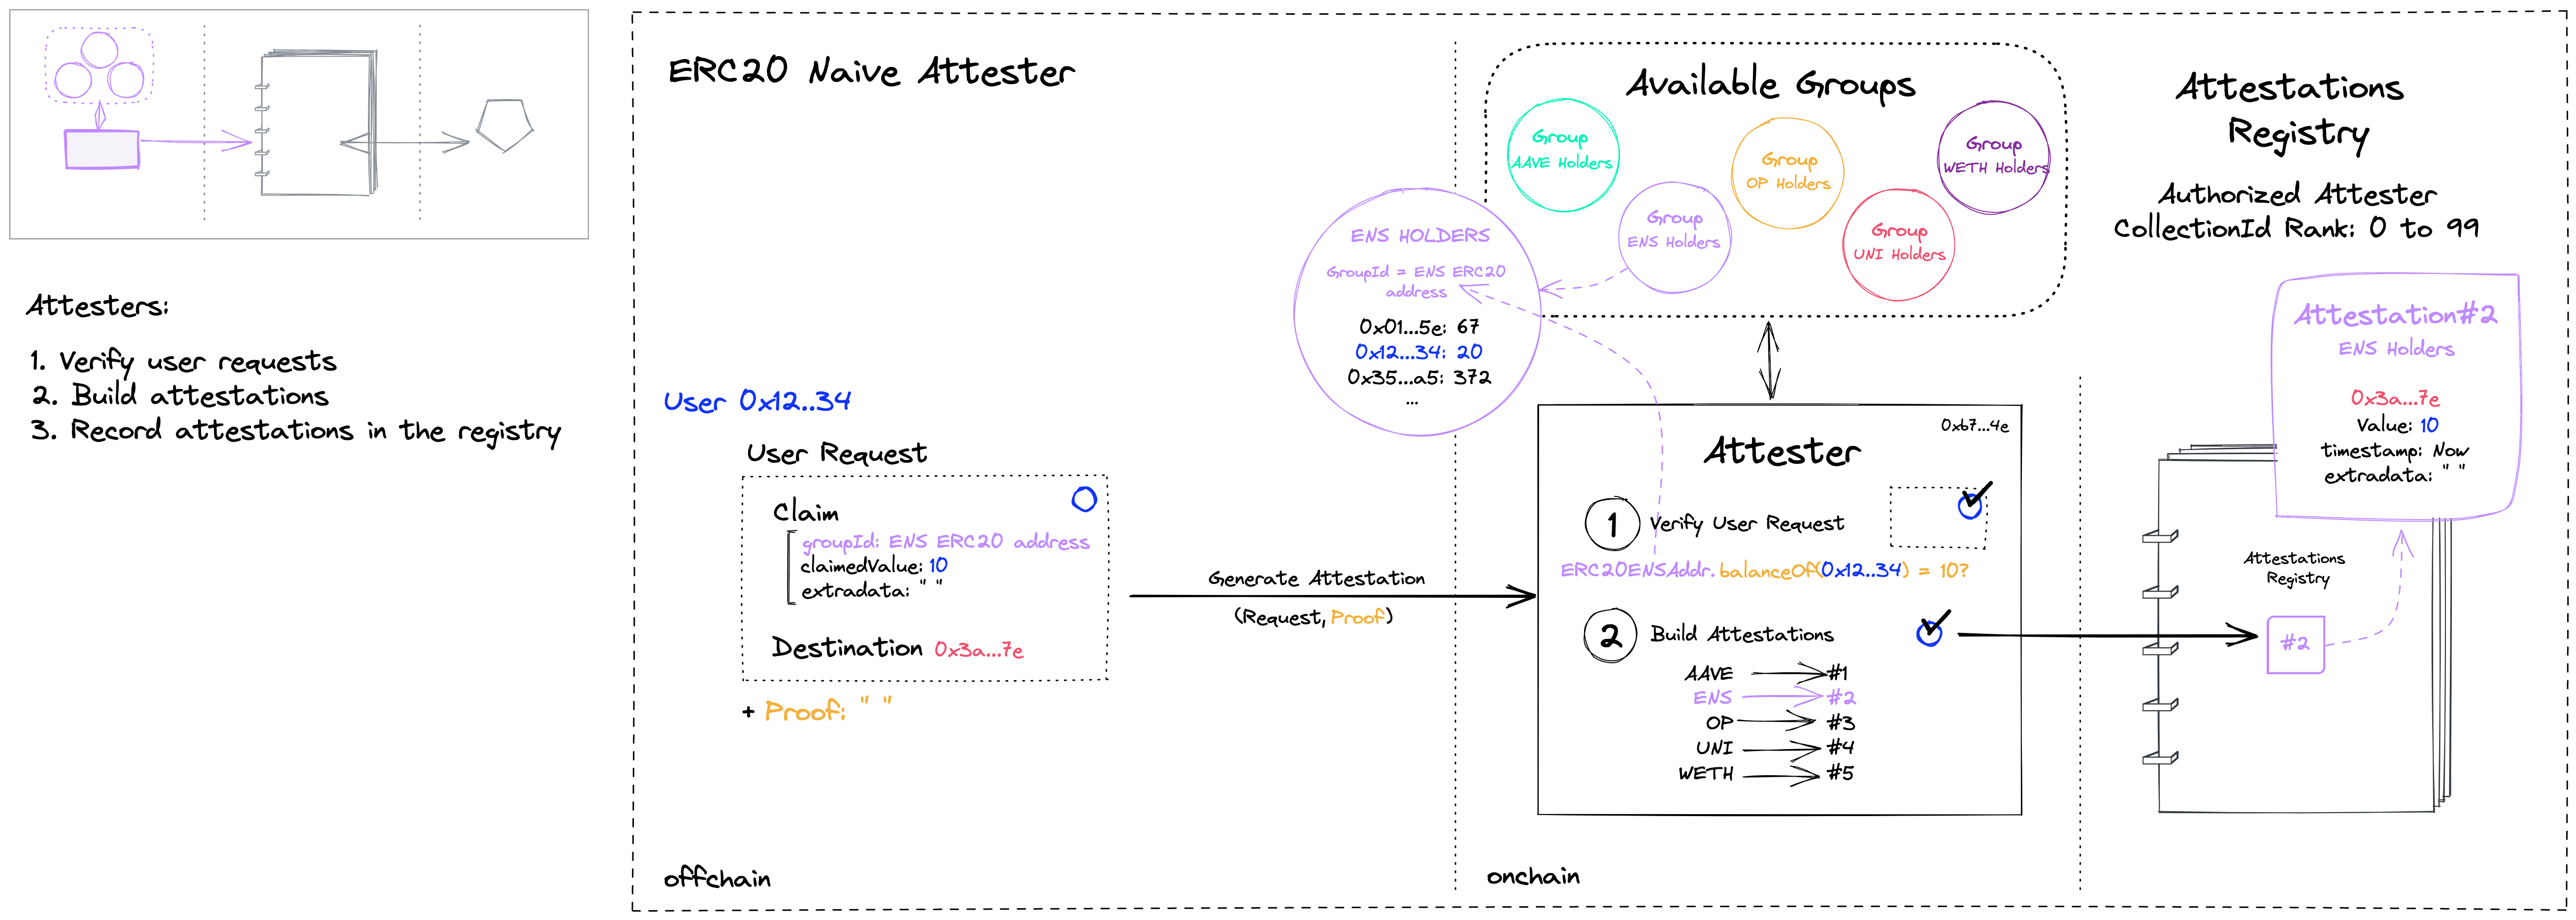 Attesters:
1. Verify user requests
2. Build attestations
3. Record attestations in the registry
ERC20 Naive Attester
User 0x12..34
User Request
Claim
groupId: ENS ERC20 address
claimedValue: 10
extradata: " "
Destination 0x3a...7e
+ Proof: " "
offchain
Generate Attestation
(Request, Proof)
ENS HOLDERS
GroupId = ENS ERC20
address
0x01...5e: 67
0x12...34: 20
0x35...a5: 372
...
Available Groups
Group
AAVE Holders
Group
ENS Holders
Group
OP Holders
Group
UNI Holders
Group
WETH Holders
0xb7...4e
Attester
1 Verify User Request
ERC20ENSAddr. balanceOf(0x12..34) = 10?
2 Build Attestations
AAVE #1
ENS #2
OP #3
UNI #4
WETH #5
onchain
Attestations
Registry
Authorized Attester
CollectionId Rank: 0 to 99
Attestation#2
ENS Holders
0x3a...7e
Value: 10
timestamp: Now
extradata: " "
Attestations
Registry
#2